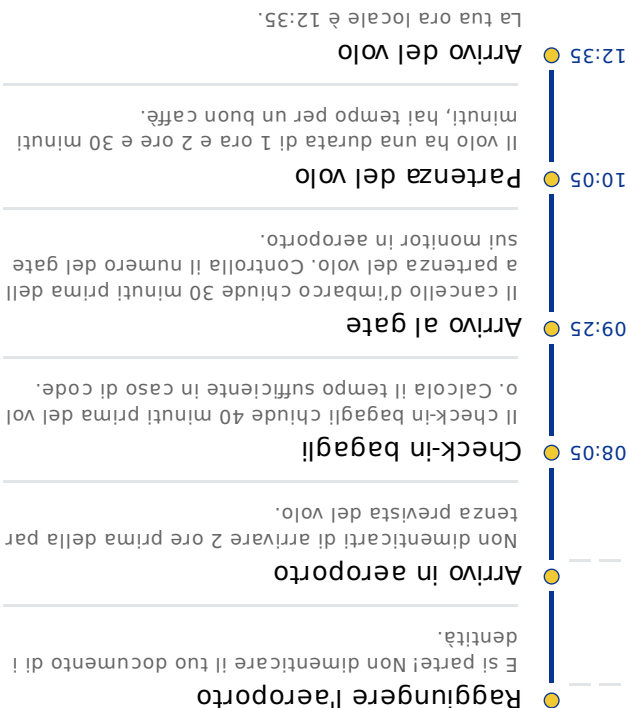 Raggiungere l'aeroporto
E si parte! Non dimenticare il tuo documento di i
dentità.
— —
Arrivo in aeroporto
Non dimenticarti di arrivare 2 ore prima della par
tenza prevista del volo.
— —
08:05 Check-in bagagli
Il check-in bagagli chiude 40 minuti prima del vol
o. Calcola il tempo sufficiente in caso di code.
09:25 Arrivo al gate
Il cancello d'imbarco chiude 30 minuti prima dell
a partenza del volo. Controlla il numero del gate
sui monitor in aeroporto.
10:05 Partenza del volo
Il volo ha una durata di 1 ora e 2 ore e 30 minuti
minuti, hai tempo per un buon caffè.
12:35 Arrivo del volo
La tua ora locale è 12:35.